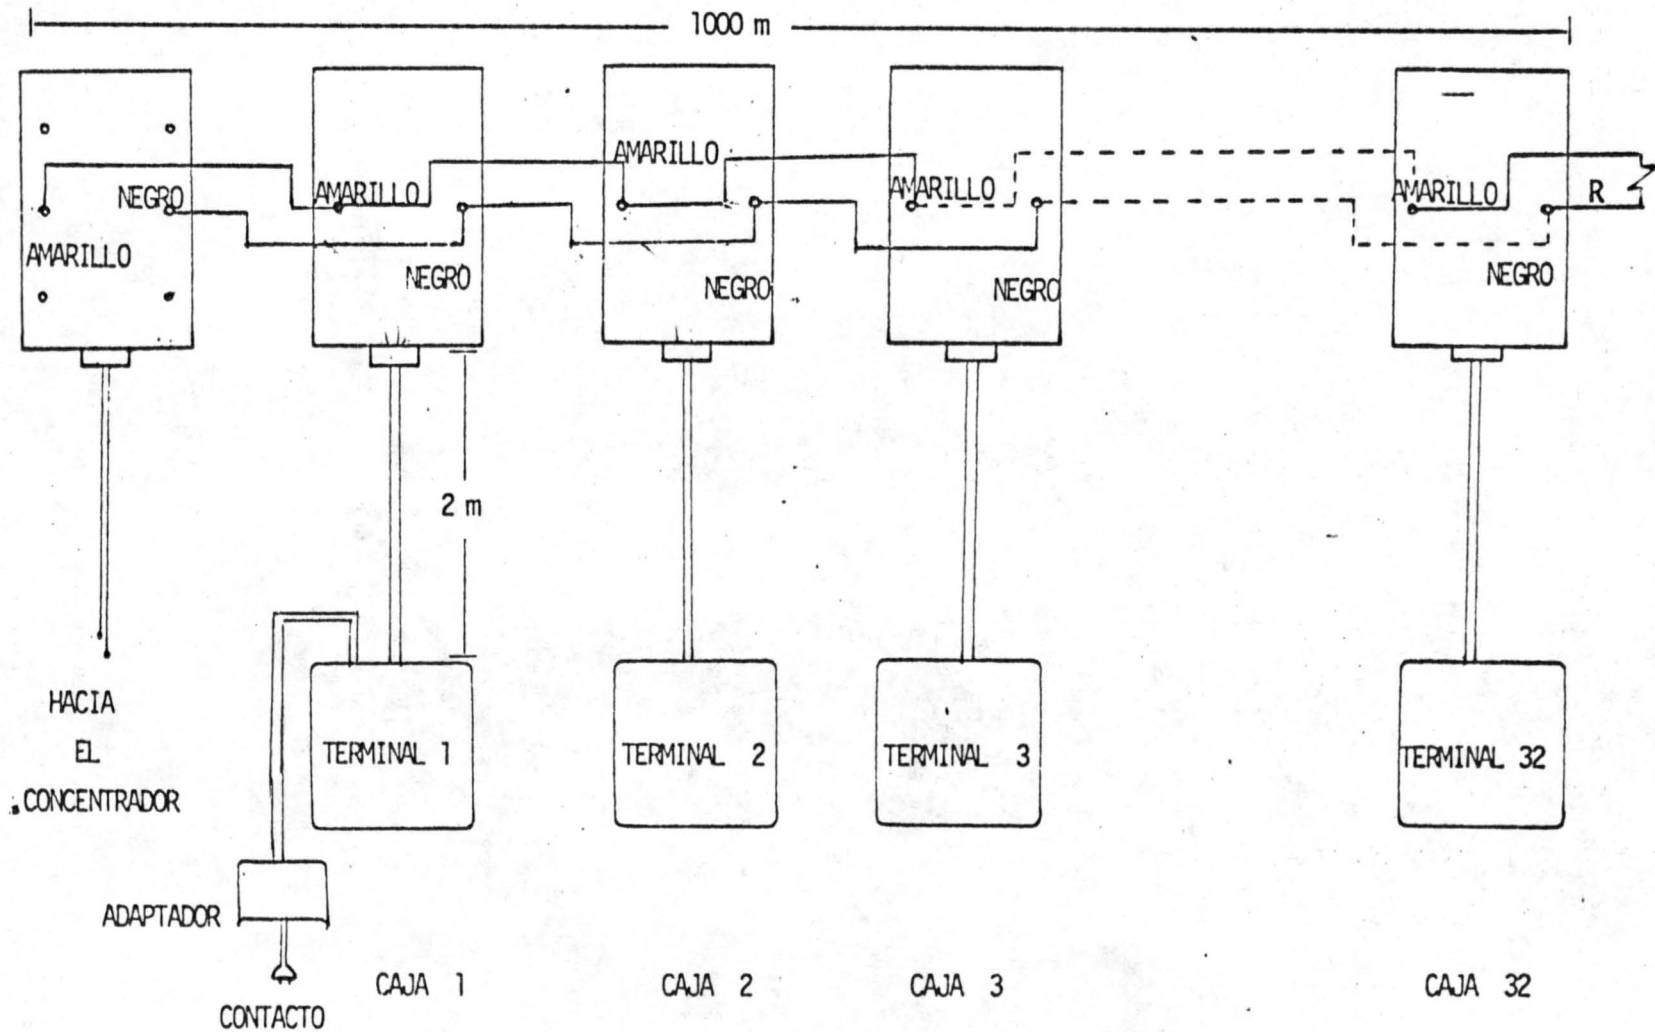 1000 m
AMARILLO
NEGRO
AMARILLO
NEGRO
AMARILLO
NEGRO
AMARILLO
NEGRO
AMARILLO
NEGRO
R
2 m
HACIA
EL
CONCENTRADOR
TERMINAL 1
TERMINAL 2
TERMINAL 3
TERMINAL 32
ADAPTADOR
CONTACTO
CAJA 1
CAJA 2
CAJA 3
CAJA 32